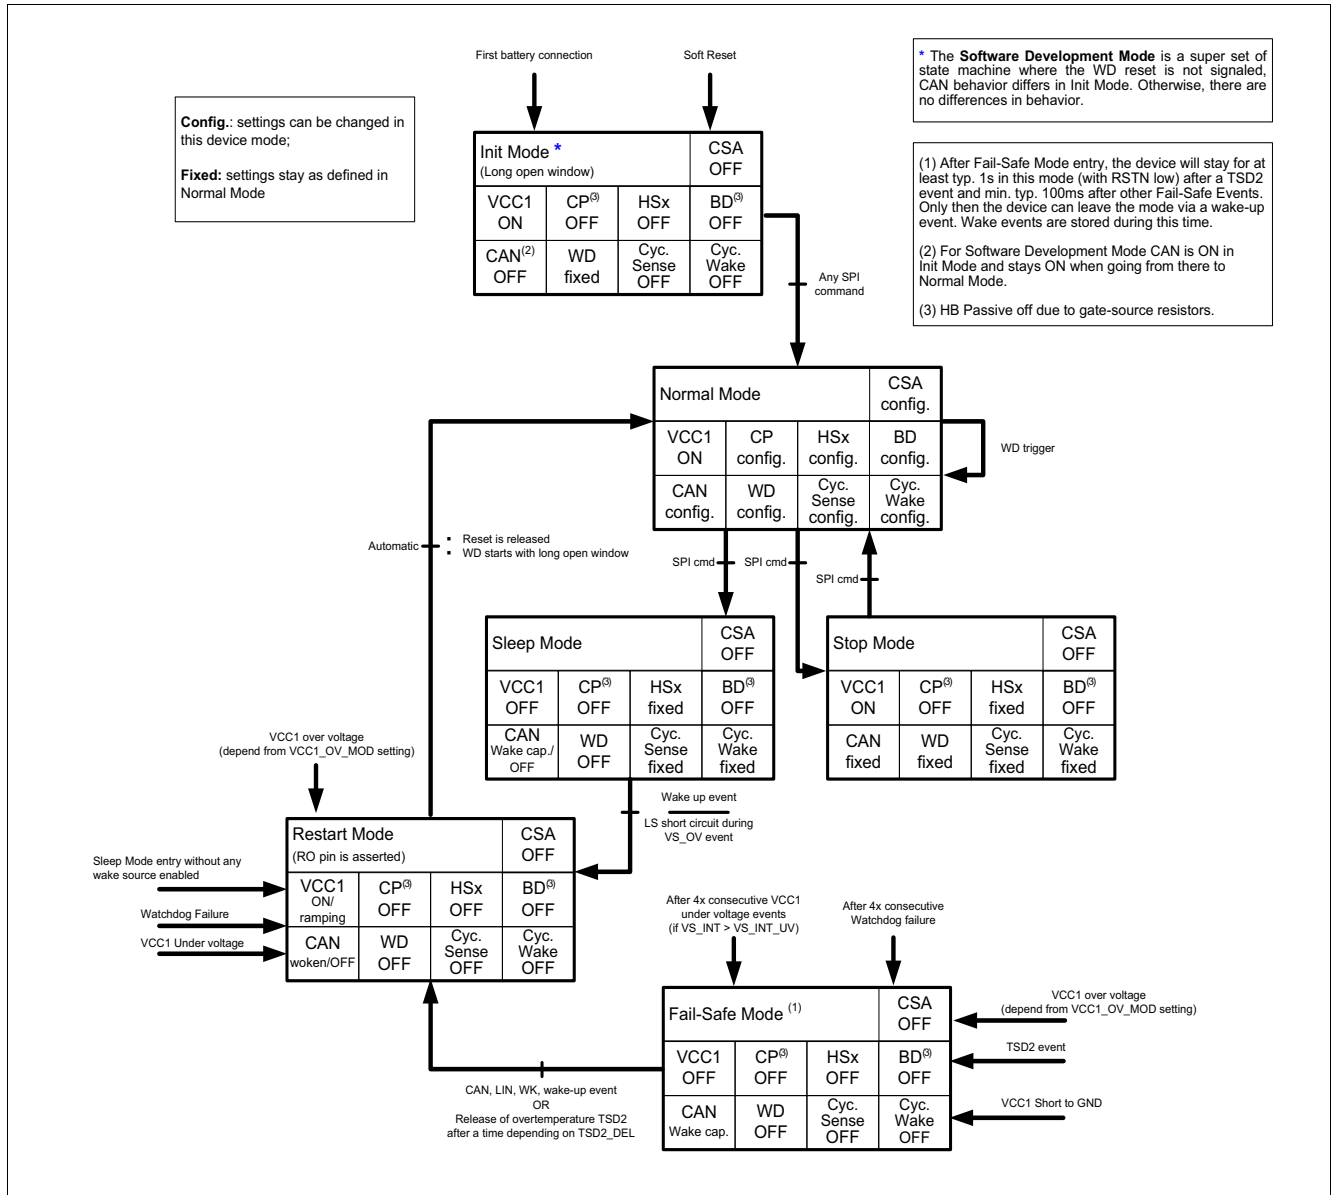 First battery connection
Soft Reset
Config.: settings can be changed in
this device mode;
Fixed: settings stay as defined in
Normal Mode
* The Software Development Mode is a super set of
state machine where the WD reset is not signaled,
CAN behavior differs in Init Mode. Otherwise, there are
no differences in behavior.
(1) After Fail-Safe Mode entry, the device will stay for at
least typ. 1s in this mode (with RSTN low) after a TSD2
event and min. typ. 100ms after other Fail-Safe Events.
Only then the device can leave the mode via a wake-up
event. Wake events are stored during this time.
(2) For Software Development Mode CAN is ON in
Init Mode and stays ON when going from there to
Normal Mode.
(3) HB Passive off due to gate-source resistors.
Init Mode *
(Long open window)
CSA
OFF
VCC1
ON
CP(3)
OFF
HSx
OFF
BD(3)
OFF
CAN(2)
OFF
WD
fixed
Cyc.
Sense
OFF
Cyc.
Wake
OFF
Any SPI
command
Normal Mode
CSA
config.
VCC1
ON
CP
config.
HSx
config.
BD
config.
CAN
config.
WD
config.
Cyc.
Sense
config.
Cyc.
Wake
config.
WD trigger
Automatic
▪ Reset is released
▪ WD starts with long open window
SPI cmd
SPI cmd
SPI cmd
Sleep Mode
CSA
OFF
VCC1
OFF
CP(3)
OFF
HSx
fixed
BD(3)
OFF
CAN
Wake cap./
OFF
WD
OFF
Cyc.
Sense
fixed
Cyc.
Wake
fixed
Stop Mode
CSA
OFF
VCC1
ON
CP(3)
OFF
HSx
fixed
BD(3)
OFF
CAN
fixed
WD
fixed
Cyc.
Sense
fixed
Cyc.
Wake
fixed
VCC1 over voltage
(depend from VCC1_OV_MOD setting)
Wake up event
LS short circuit during
VS_OV event
Restart Mode
(RO pin is asserted)
CSA
OFF
VCC1
ON/
ramping
CP(3)
OFF
HSx
OFF
BD(3)
OFF
CAN
woken/OFF
WD
OFF
Cyc.
Sense
OFF
Cyc.
Wake
OFF
Sleep Mode entry without any
wake source enabled
Watchdog Failure
VCC1 Under voltage
After 4x consecutive VCC1
under voltage events
(if VS_INT > VS_INT_UV)
After 4x consecutive
Watchdog failure
Fail-Safe Mode (1)
CSA
OFF
VCC1
OFF
CP(3)
OFF
HSx
OFF
BD(3)
OFF
CAN
Wake cap.
WD
OFF
Cyc.
Sense
OFF
Cyc.
Wake
OFF
VCC1 over voltage
(depend from VCC1_OV_MOD setting)
TSD2 event
VCC1 Short to GND
CAN, LIN, WK, wake-up event
OR
Release of overtemperature TSD2
after a time depending on TSD2_DEL